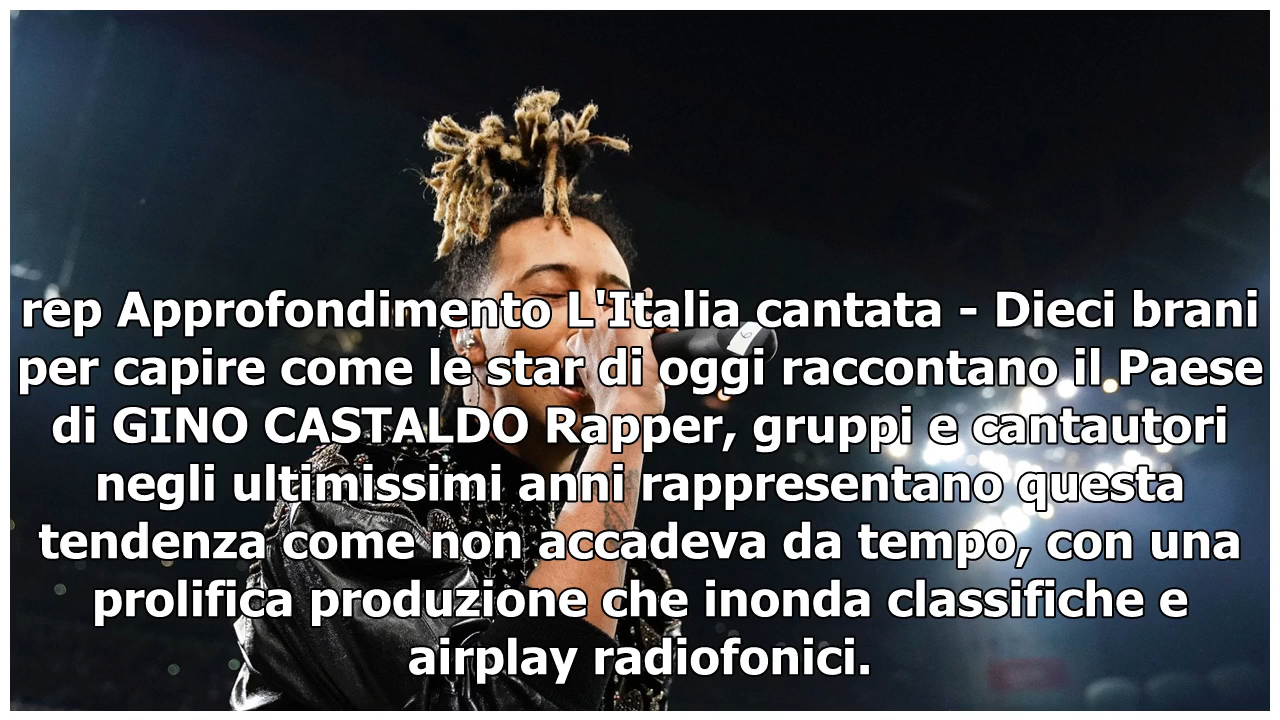 rep Approfondimento L'Italia cantata - Dieci brani
per capire come le star di oggi raccontano il Paese
di GINO CASTALDO Rapper, gruppi e cantautori
negli ultimissimi anni rappresentano questa
tendenza come non accadeva da tempo, con una
prolifica produzione che inonda classifiche e
airplay radiofonici.